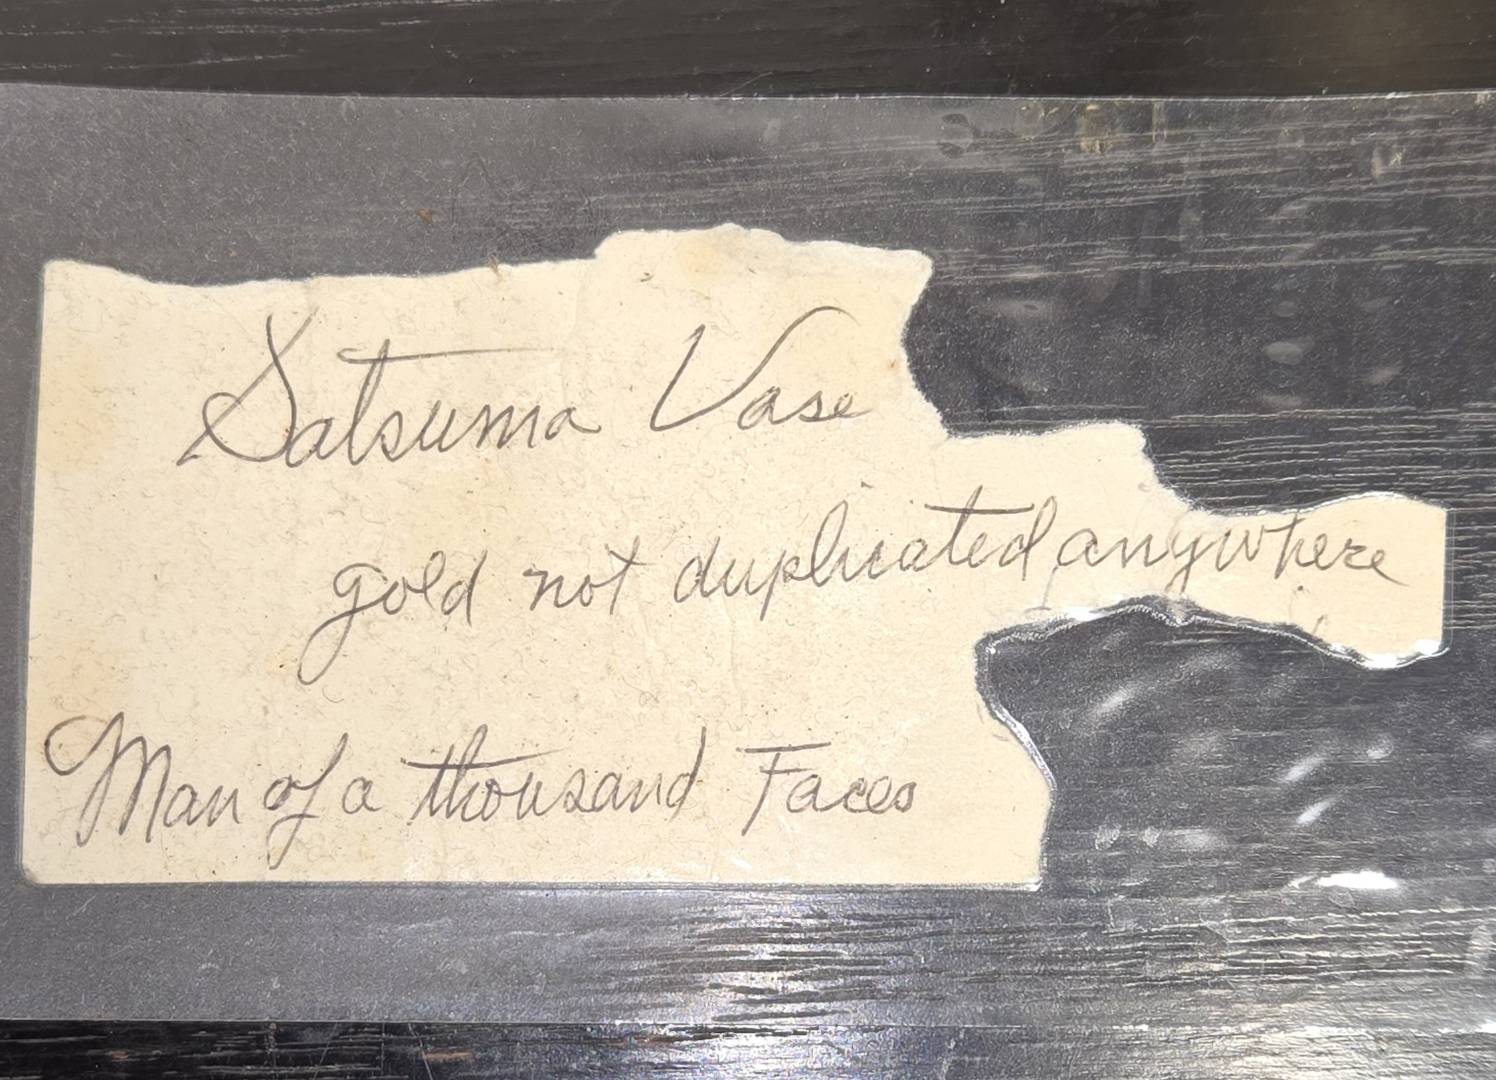 Satsuma Vase
gold not duplicated anywhere
Man of a thousand Faces